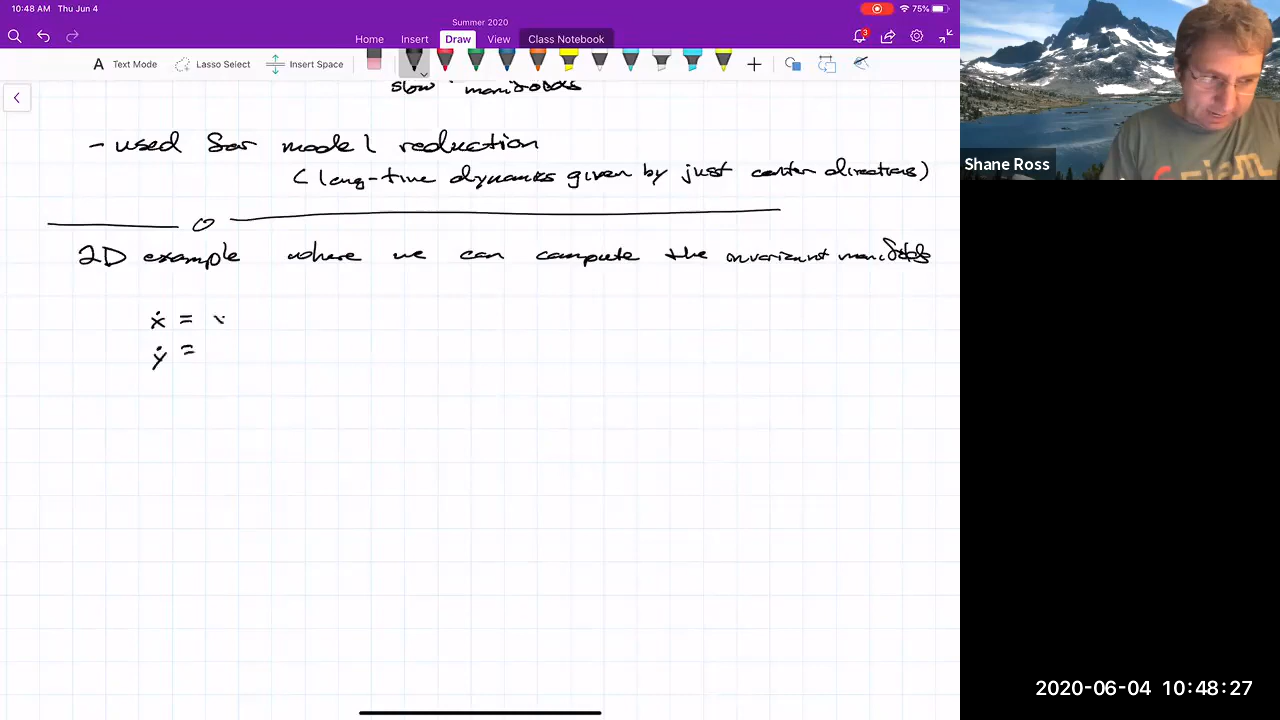 10:48 AM Thu Jun 4
75%
Summer 2020
Home Insert Draw View Class Notebook
3
A Text Mode Lasso Select Insert Space
slow manifolds
- used for model reduction
(long-time dynamics given by just center directions)
2D example where we can compute the invariant manifolds
ẋ =
ẏ =
Shane Ross
2020-06-04 10:48:27